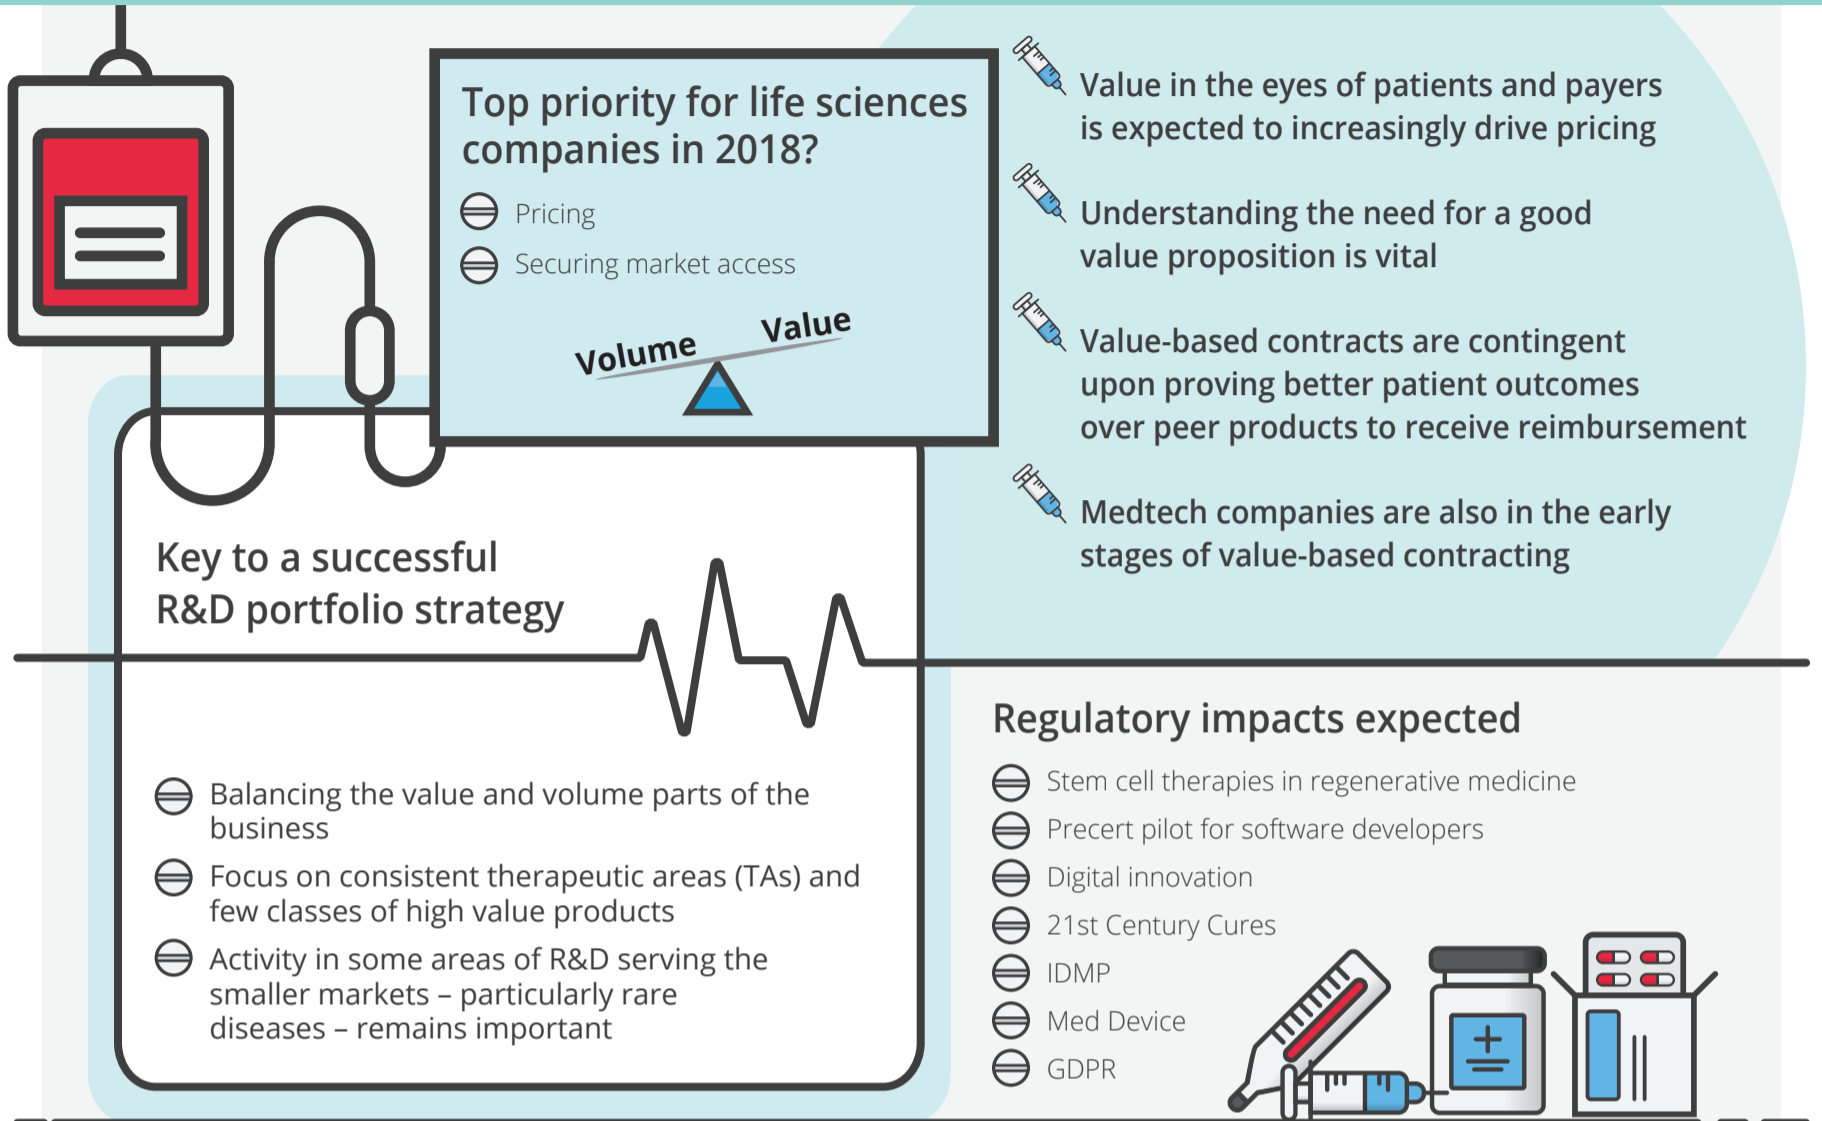 Top priority for life sciences
companies in 2018?
Pricing
Securing market access
Volume
Value
Value in the eyes of patients and payers
is expected to increasingly drive pricing
Understanding the need for a good
value proposition is vital
Value-based contracts are contingent
upon proving better patient outcomes
over peer products to receive reimbursement
Medtech companies are also in the early
stages of value-based contracting
Key to a successful
R&D portfolio strategy
Balancing the value and volume parts of the
business
Focus on consistent therapeutic areas (TAs) and
few classes of high value products
Activity in some areas of R&D serving the
smaller markets – particularly rare
diseases – remains important
Regulatory impacts expected
Stem cell therapies in regenerative medicine
Precert pilot for software developers
Digital innovation
21st Century Cures
IDMP
Med Device
GDPR